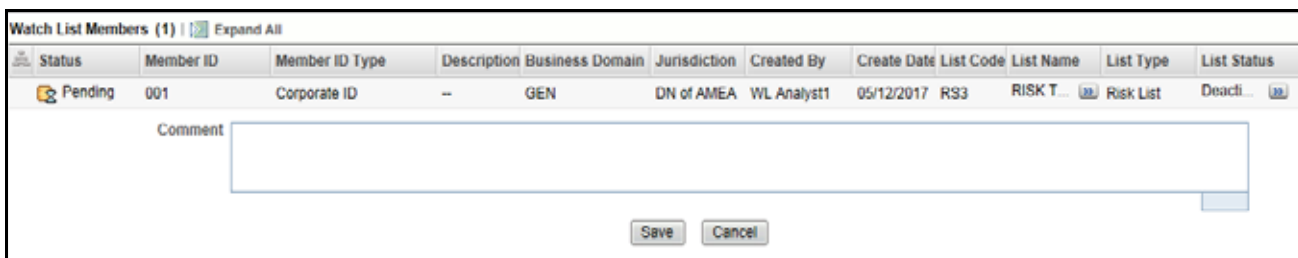 Watch List Members (1) | Expand All
Status Member ID Member ID Type Description Business Domain Jurisdiction Created By Create Date List Code List Name List Type List Status
Pending 001 Corporate ID -- GEN DN of AMEA WL Analyst1 05/12/2017 RS3 RISK T... Risk List Deacti...
Comment
Save Cancel